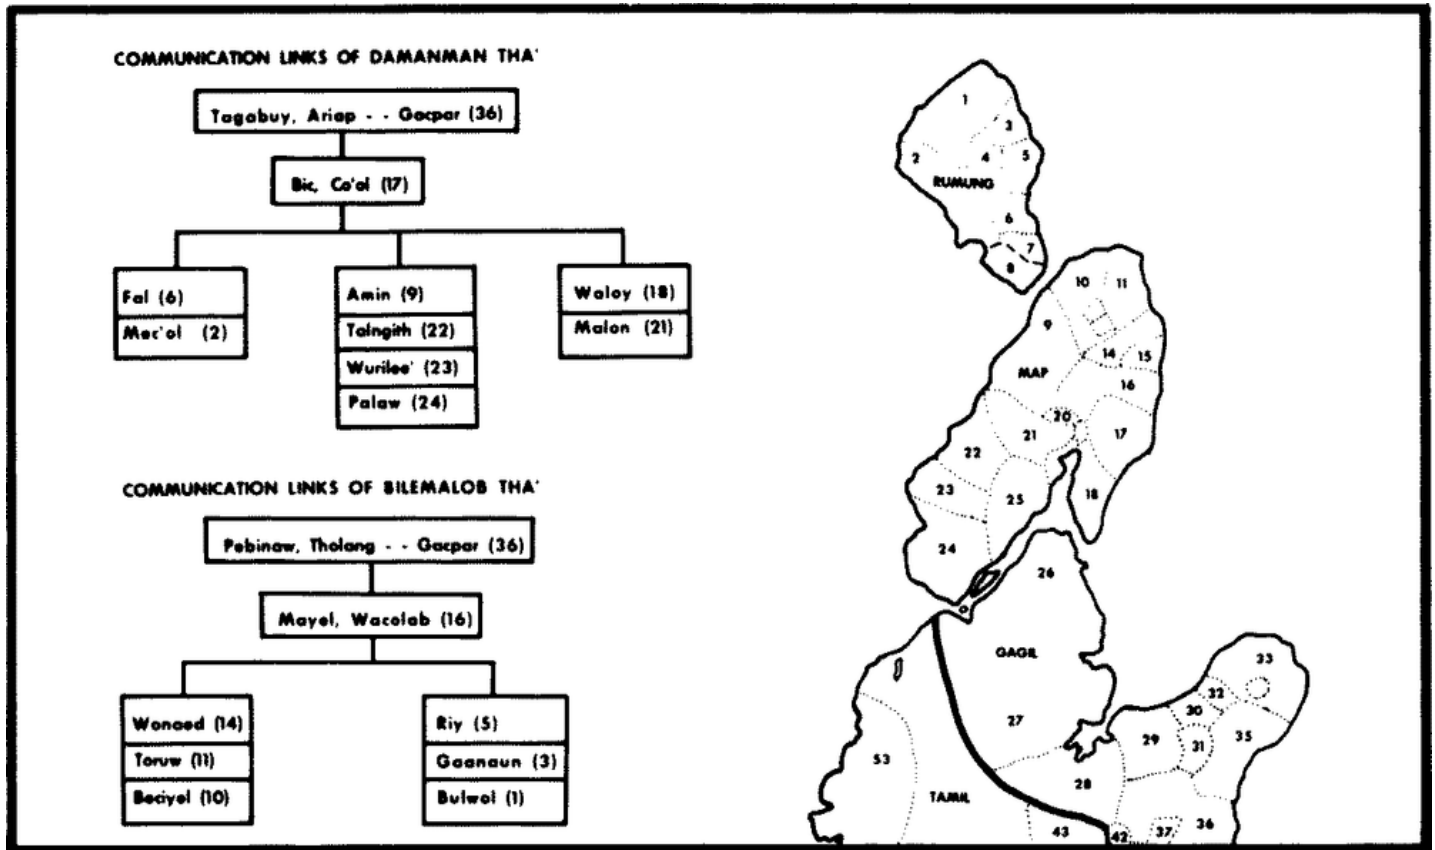 COMMUNICATION LINKS OF DAMANMAN THA'
Tagabuy, Ariap - - Gacpar (36)
Bic, Co'ol (17)
Fal (6)
Mec'ol (2)
Amin (9)
Talngith (22)
Wurilee' (23)
Palaw (24)
Waloy (18)
Malon (21)
COMMUNICATION LINKS OF BILEMALOB THA'
Pebinaw, Tholang - - Gacpar (36)
Mayel, Wacolab (16)
Wanaed (14)
Toruw (11)
Beciyel (10)
Riy (5)
Gaanaun (3)
Bulwol (1)
1
3
2
4
5
RUMUNG
6
7
8
10
11
9
14
15
MAP
16
20
21
17
22
23
25
18
24
26
GAGIL
33
32
30
27
29
31
35
53
28
TAMIL
43
42
37
36